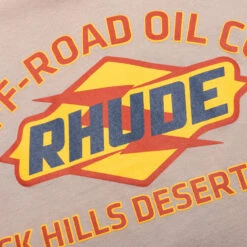 F-ROAD OIL C
RHUDE
CK HILLS DESERT